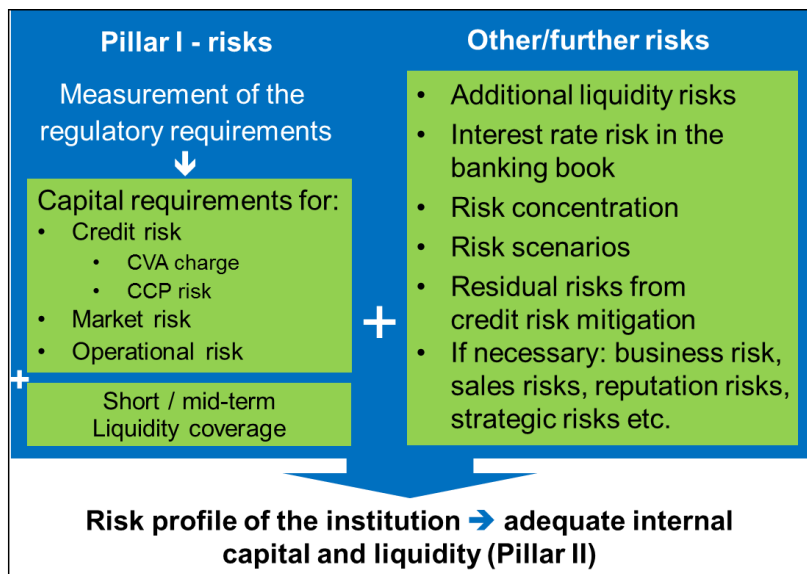 Pillar I - risks
Measurement of the
regulatory requirements
Capital requirements for:
• Credit risk
• CVA charge
• CCP risk
• Market risk
• Operational risk
+
Short / mid-term
Liquidity coverage
+
Other/further risks
• Additional liquidity risks
• Interest rate risk in the
banking book
• Risk concentration
• Risk scenarios
• Residual risks from
credit risk mitigation
• If necessary: business risk,
sales risks, reputation risks,
strategic risks etc.
Risk profile of the institution ➔ adequate internal
capital and liquidity (Pillar II)